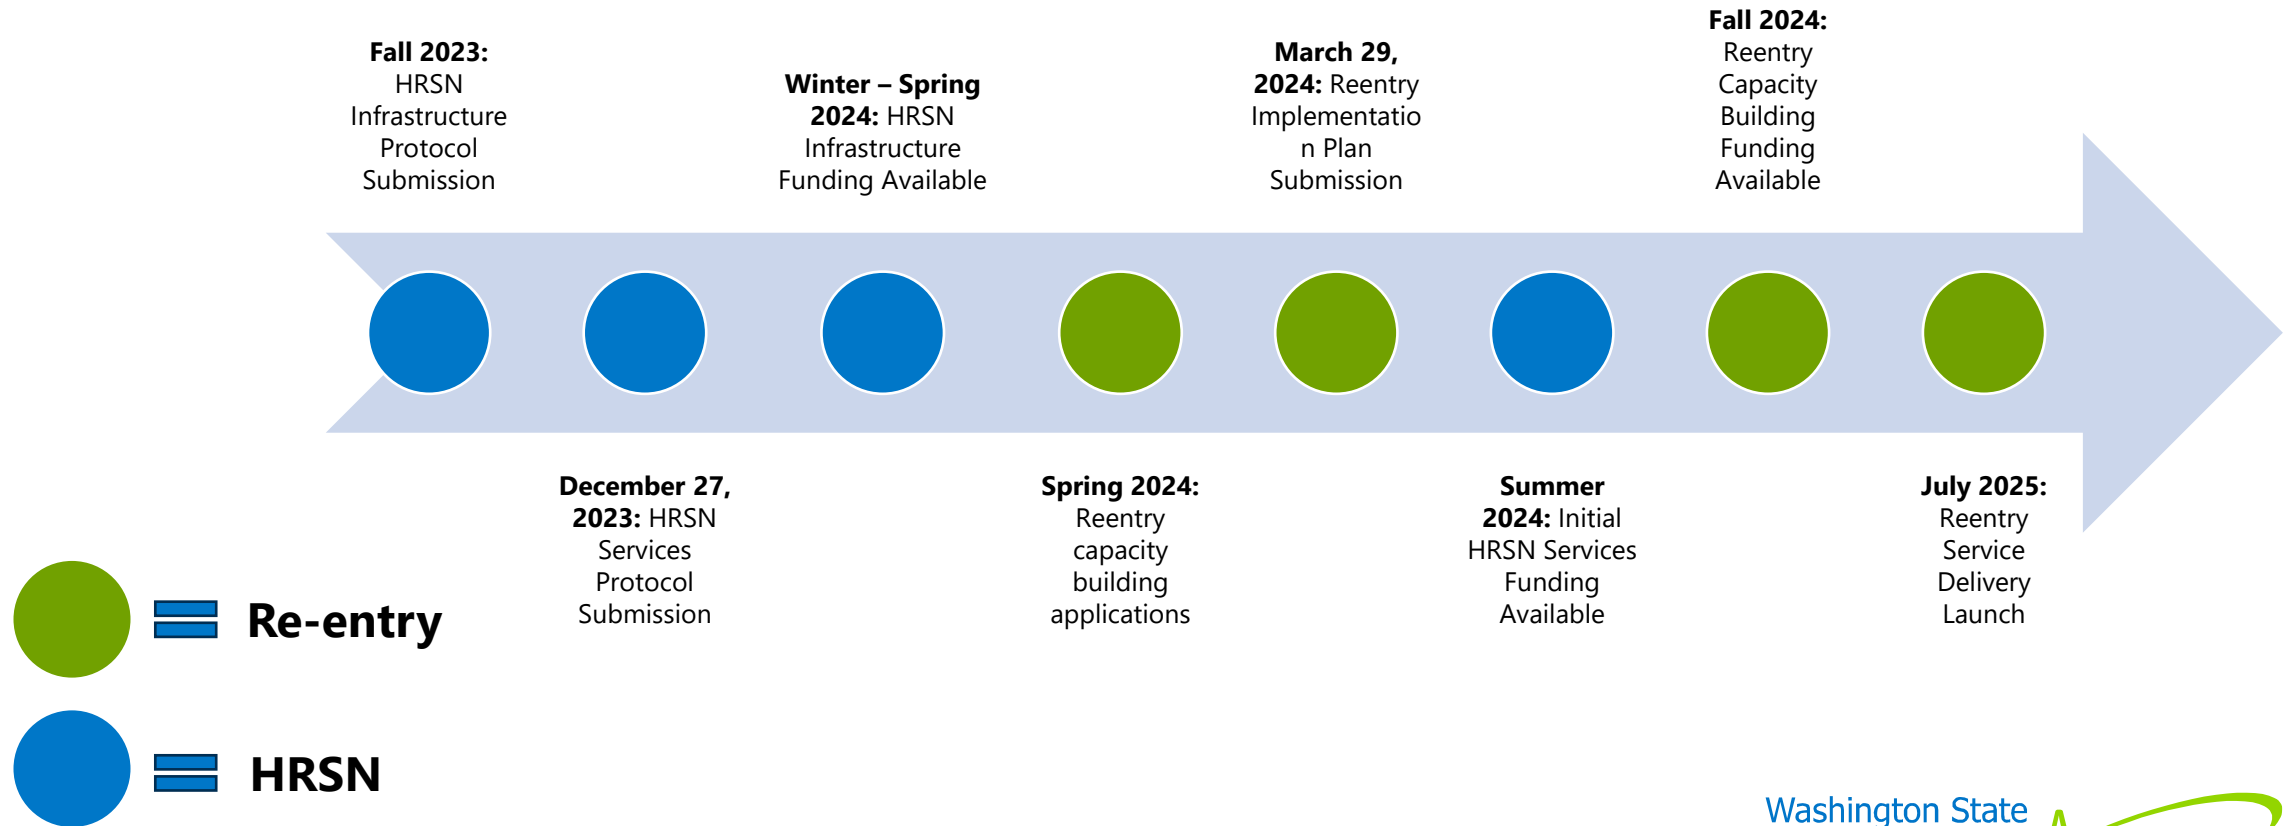 Fall 2023:
HRSN
Infrastructure
Protocol
Submission
December 27,
2023: HRSN
Services
Protocol
Submission
Winter – Spring
2024: HRSN
Infrastructure
Funding Available
Spring 2024:
Reentry
capacity
building
applications
March 29,
2024: Reentry
Implementatio
n Plan
Submission
Summer
2024: Initial
HRSN Services
Funding
Available
Fall 2024:
Reentry
Capacity
Building
Funding
Available
July 2025:
Reentry
Service
Delivery
Launch
Re-entry
HRSN
Washington State